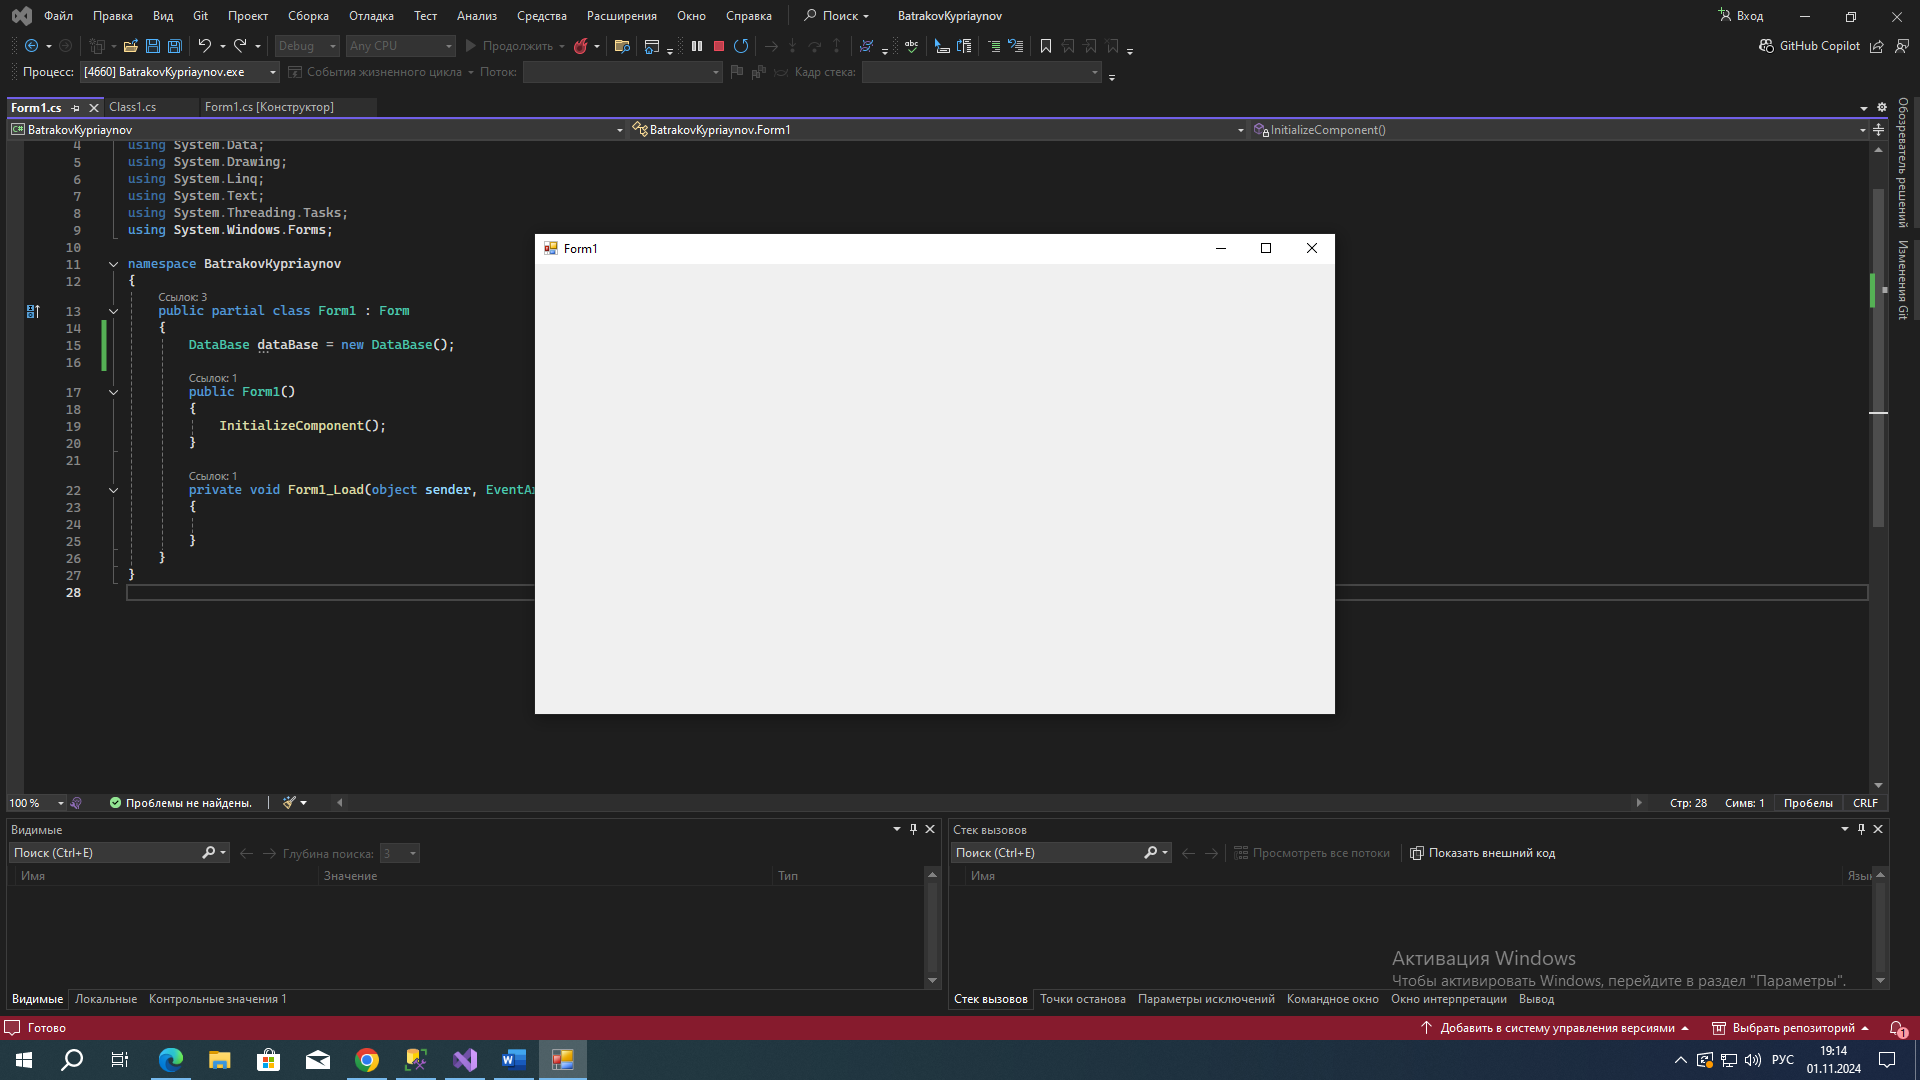 Файл Правка Вид Git Проект Сборка Отладка Тест Анализ Средства Расширения Окно Справка Поиск BatrakovKypriaynov Вход
Debug Any CPU Продолжить GitHub Copilot
Процесс: [4660] BatrakovKypriaynov.exe События жизненного цикла Поток: Кадр стека:
Form1.cs Class1.cs Form1.cs [Конструктор]
BatrakovKypriaynov BatrakovKypriaynov.Form1 InitializeComponent()
4 using System.Data;
5 using System.Drawing;
6 using System.Linq;
7 using System.Text;
8 using System.Threading.Tasks;
9 using System.Windows.Forms;
10
11 namespace BatrakovKypriaynov
12 {
Ссылок: 3
13 public partial class Form1 : Form
14 {
15 DataBase dataBase = new DataBase();
16
Ссылок: 1
17 public Form1()
18 {
19 InitializeComponent();
20 }
21
Ссылок: 1
22 private void Form1_Load(object sender, EventAr
23 {
24
25 }
26 }
27 }
28
Form1
Обозреватель решений
Изменения Git
100 % Проблемы не найдены. Стр: 28 Симв: 1 Пробелы CRLF
Видимые
Поиск (Ctrl+E) Глубина поиска: 3
Имя Значение Тип
Видимые Локальные Контрольные значения 1
Стек вызовов
Поиск (Ctrl+E) Просмотреть все потоки Показать внешний код
Имя Язык
Активация Windows
Чтобы активировать Windows, перейдите в раздел "Параметры".
Стек вызовов Точки останова Параметры исключений Командное окно Окно интерпретации Вывод
Готово Добавить в систему управления версиями Выбрать репозиторий 1
РУС 19:14
01.11.2024